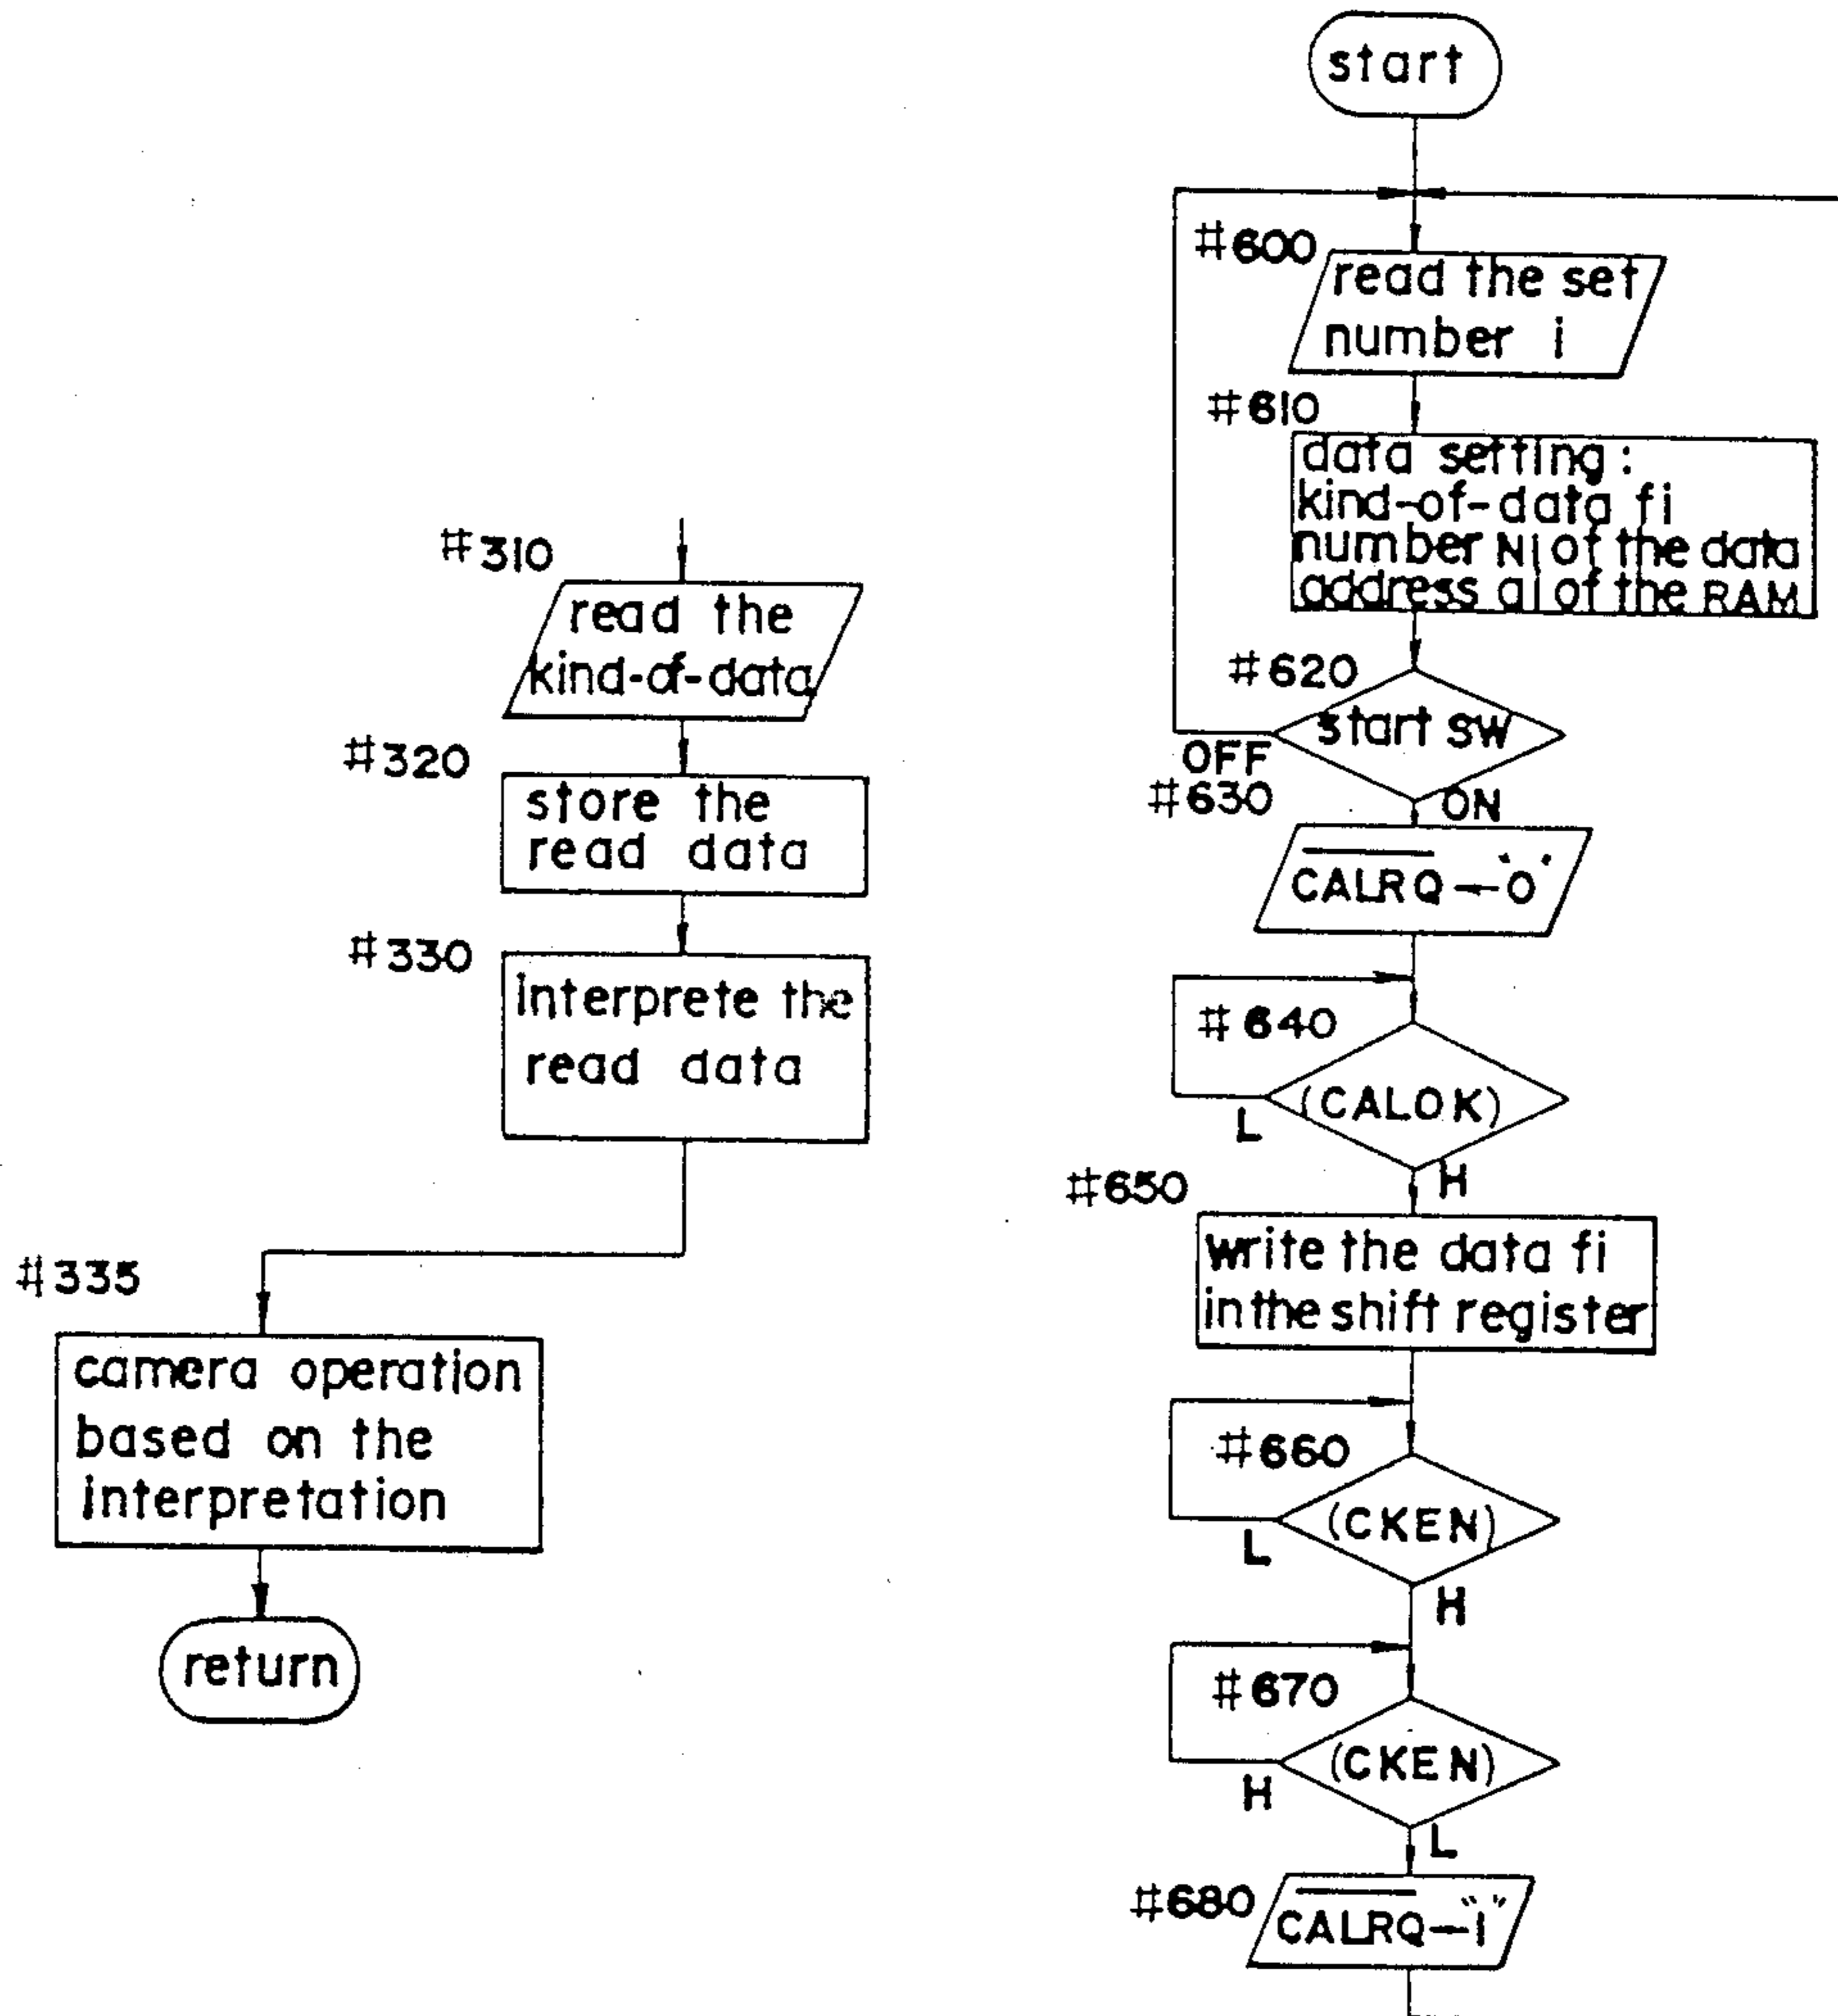 #310
read the
kind-of-data
#320
store the
read data
#330
interprete the
read data
#335
camera operation
based on the
interpretation
return
start
#600
read the set
number i
#610
data setting:
kind-of-data fi
number Ni of the data
address ai of the RAM
#620
start SW
OFF
ON
#630
CALRQ ← "0"
#640
(CALOK)
L
H
#650
write the data fi
in the shift register
#660
(CKEN)
L
H
#670
(CKEN)
H
L
#680
CALRQ ← "1"